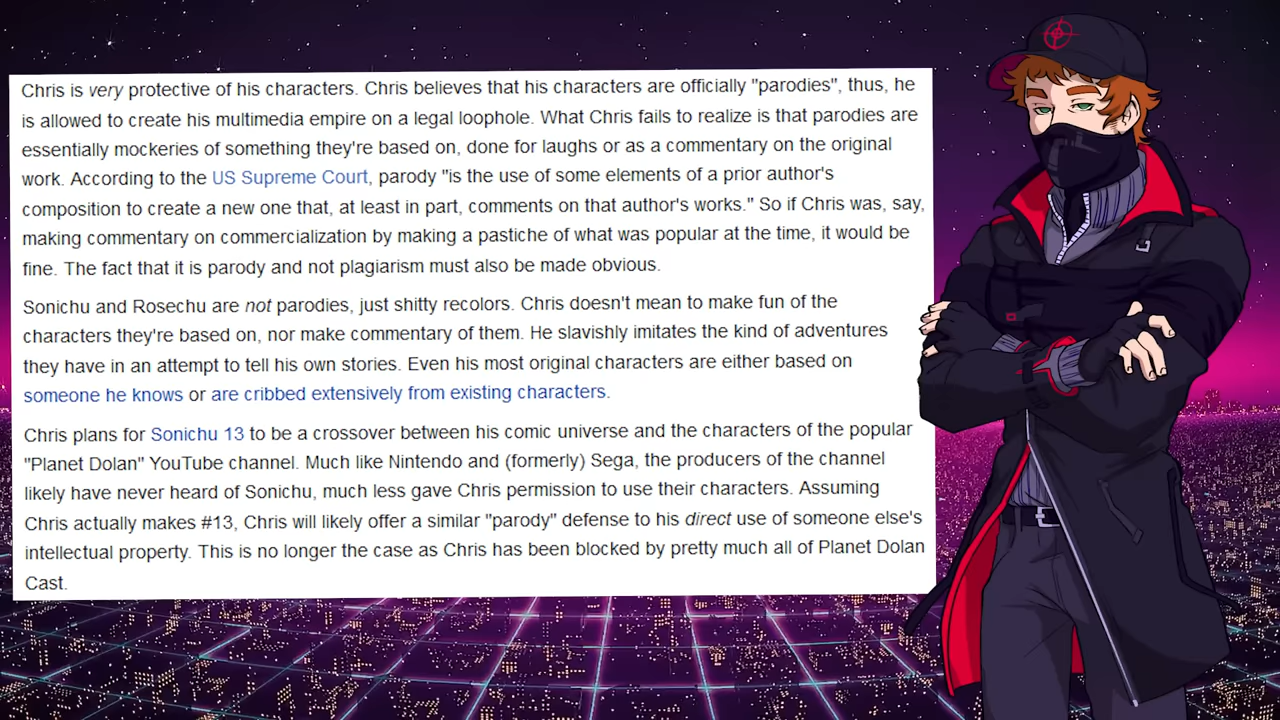 Chris is very protective of his characters. Chris believes that his characters are officially "parodies", thus, he
is allowed to create his multimedia empire on a legal loophole. What Chris fails to realize is that parodies are
essentially mockeries of something they're based on, done for laughs or as a commentary on the original
work. According to the US Supreme Court, parody "is the use of some elements of a prior author's
composition to create a new one that, at least in part, comments on that author's works." So if Chris was, say,
making commentary on commercialization by making a pastiche of what was popular at the time, it would be
fine. The fact that it is parody and not plagiarism must also be made obvious.
Sonichu and Rosechu are not parodies, just shitty recolors. Chris doesn't mean to make fun of the
characters they're based on, nor make commentary of them. He slavishly imitates the kind of adventures
they have in an attempt to tell his own stories. Even his most original characters are either based on
someone he knows or are cribbed extensively from existing characters.
Chris plans for Sonichu 13 to be a crossover between his comic universe and the characters of the popular
"Planet Dolan" YouTube channel. Much like Nintendo and (formerly) Sega, the producers of the channel
likely have never heard of Sonichu, much less gave Chris permission to use their characters. Assuming
Chris actually makes #13, Chris will likely offer a similar "parody" defense to his direct use of someone else's
intellectual property. This is no longer the case as Chris has been blocked by pretty much all of Planet Dolan
Cast.